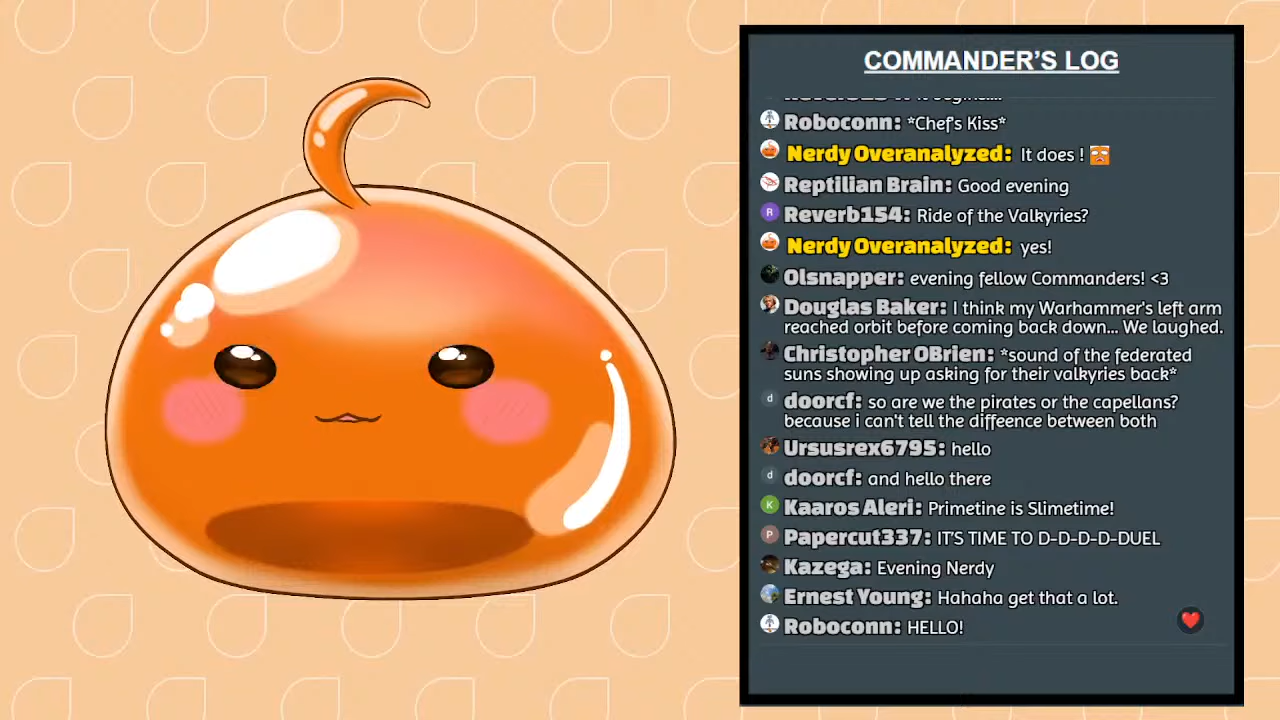 COMMANDER'S LOG
Roboconn: *Chef's Kiss*
Nerdy Overanalyzed: It does !
Reptilian Brain: Good evening
R Reverb154: Ride of the Valkyries?
Nerdy Overanalyzed: yes!
Olsnapper: evening fellow Commanders! <3
Douglas Baker: I think my Warhammer's left arm
reached orbit before coming back down... We laughed.
Christopher OBrien: *sound of the federated
suns showing up asking for their valkyries back*
d doorcf: so are we the pirates or the capellans?
because i can't tell the diffeence between both
Ursusrex6795: hello
d doorcf: and hello there
K Kaaros Aleri: Primetine is Slimetime!
P Papercut337: IT'S TIME TO D-D-D-D-DUEL
Kazega: Evening Nerdy
Ernest Young: Hahaha get that a lot.
Roboconn: HELLO!